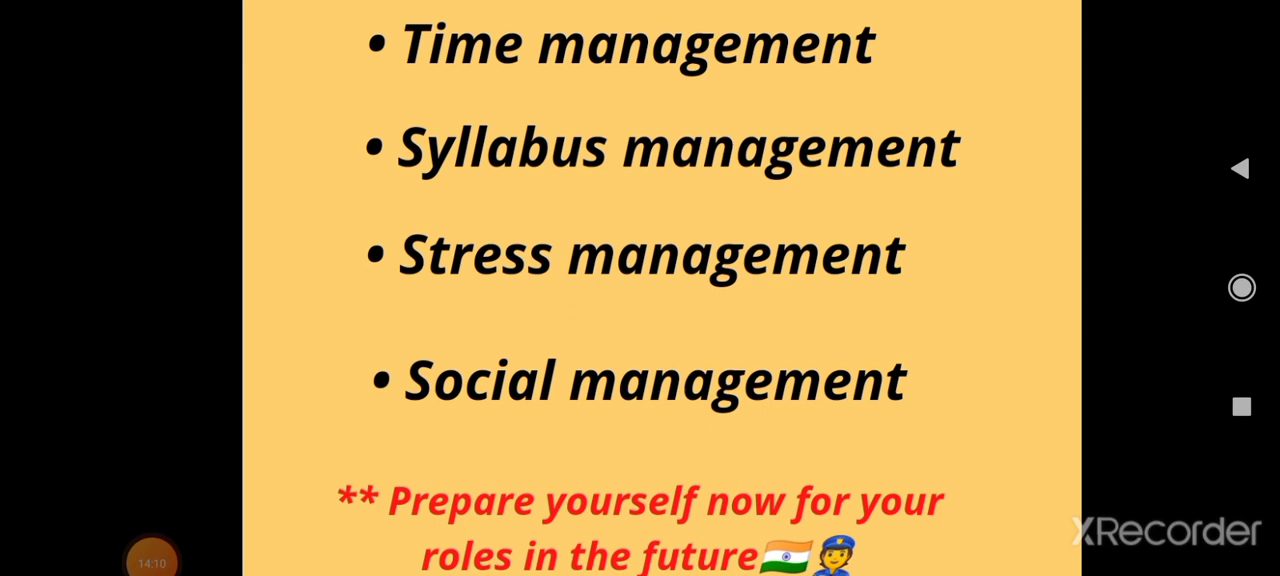 • Time management
• Syllabus management
• Stress management
• Social management
** Prepare yourself now for your
roles in the future🇮🇳👮
XRecorder
14:10